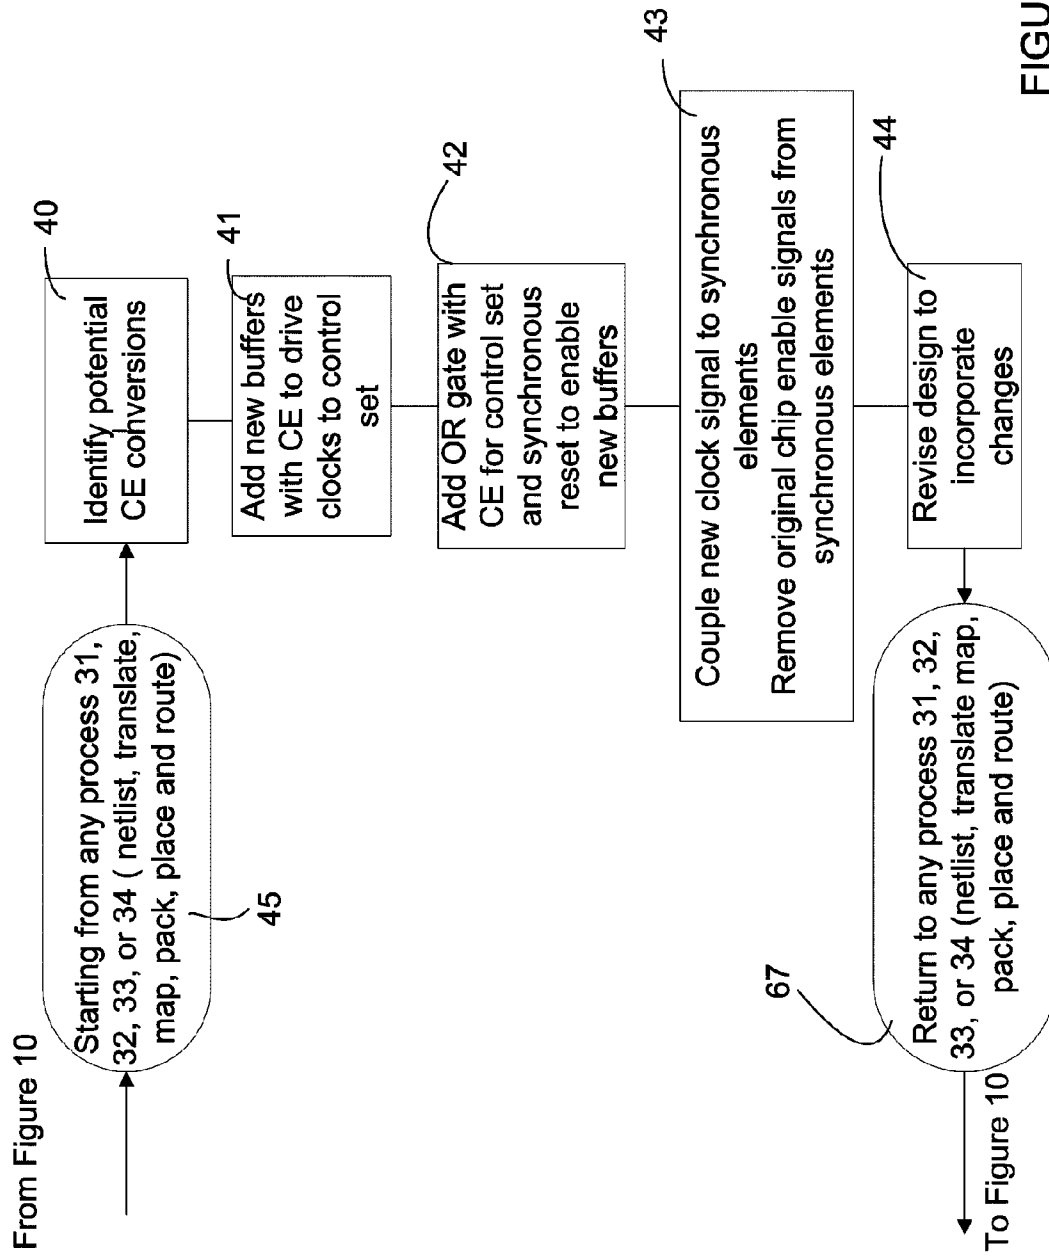 From Figure 10
Starting from any process 31,
32, 33, or 34 ( netlist, translate,
map, pack, place and route)
45
Identify potential
CE conversions
40
Add new buffers
with CE to drive
clocks to control
set
41
Add OR gate with
CE for control set
and synchronous
reset to enable
new buffers
42
Couple new clock signal to synchronous
elements
Remove original chip enable signals from
synchronous elements
43
Revise design to
incorporate
changes
44
Return to any process 31, 32,
33, or 34 (netlist, translate map,
pack, place and route)
67
To Figure 10
FIGU